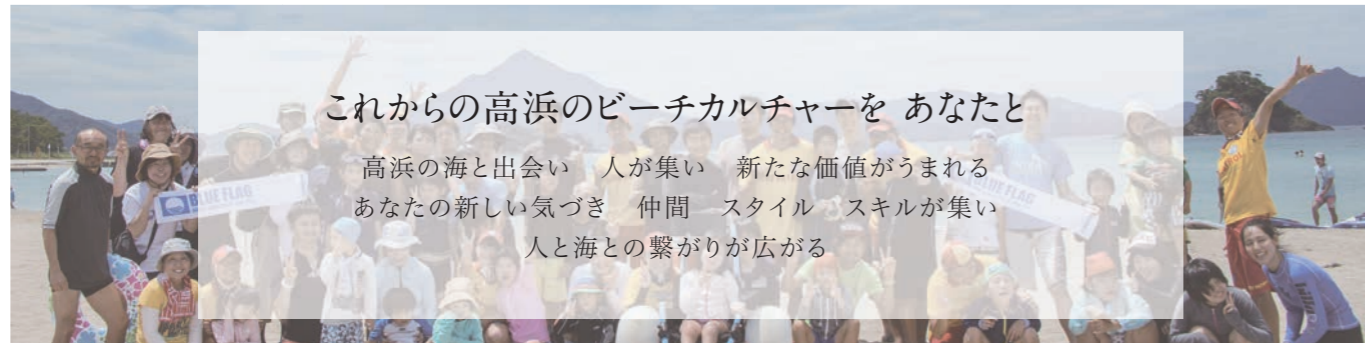 これからの高浜のビーチカルチャーを あなたと
高浜の海と出会い　人が集い　新たな価値がうまれる
あなたの新しい気づき　仲間　スタイル　スキルが集い
人と海との繋がりが広がる
BLUE FLAG
BLUE FLAG